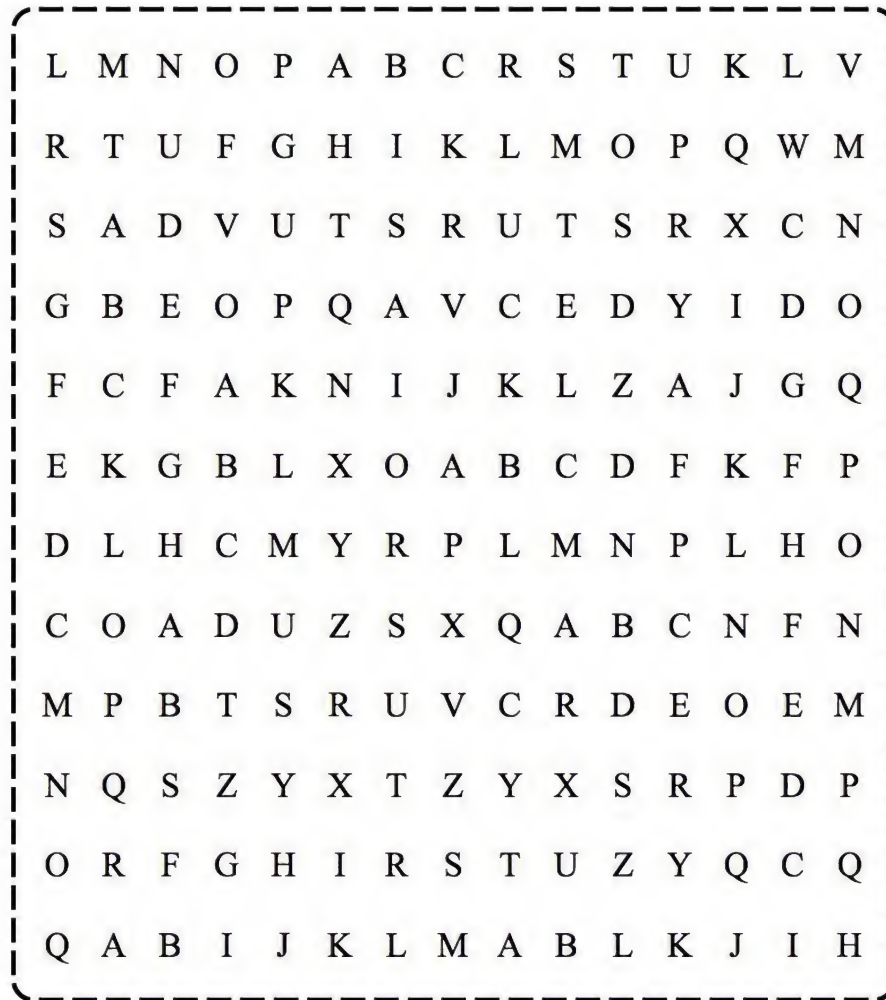 L M N O P A B C R S T U K L V
R T U F G H I K L M O P Q W M
S A D V U T S R U T S R X C N
G B E O P Q A V C E D Y I D O
F C F A K N I J K L Z A J G Q
E K G B L X O A B C D F K F P
D L H C M Y R P L M N P L H O
C O A D U Z S X Q A B C N F N
M P B T S R U V C R D E O E M
N Q S Z Y X T Z Y X S R P D P
O R F G H I R S T U Z Y Q C Q
Q A B I J K L M A B L K J I H